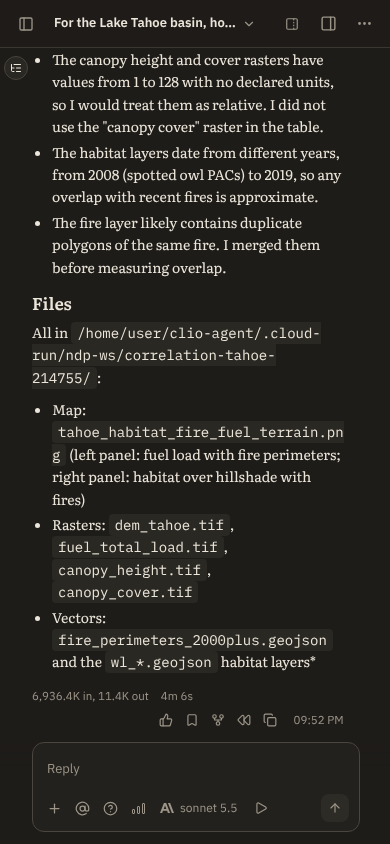 For the Lake Tahoe basin, ho...
• The canopy height and cover rasters have
values from 1 to 128 with no declared units,
so I would treat them as relative. I did not
use the "canopy cover" raster in the table.
• The habitat layers date from different years,
from 2008 (spotted owl PACs) to 2019, so any
overlap with recent fires is approximate.
• The fire layer likely contains duplicate
polygons of the same fire. I merged them
before measuring overlap.
Files
All in /home/user/clio-agent/.cloud-
run/ndp-ws/correlation-tahoe-
214755/ :
• Map:
tahoe_habitat_fire_fuel_terrain.pn
g (left panel: fuel load with fire perimeters;
right panel: habitat over hillshade with
fires)
• Rasters: dem_tahoe.tif ,
fuel_total_load.tif ,
canopy_height.tif ,
canopy_cover.tif
• Vectors:
fire_perimeters_2000plus.geojson
and the wl_*.geojson habitat layers*
6,936.4K in, 11.4K out 4m 6s
09:52 PM
Reply
sonnet 5.5